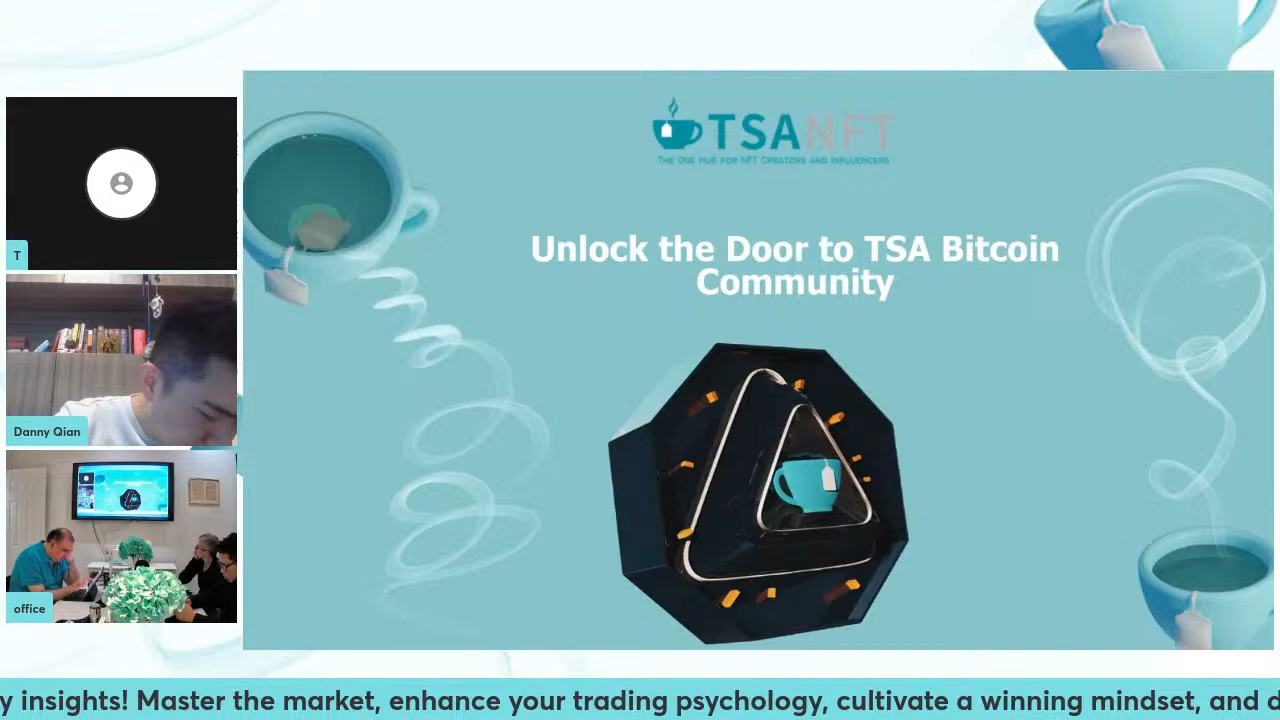 TSANFT
THE ONE HUB FOR NFT CREATORS AND INFLUENCERS
Unlock the Door to TSA Bitcoin
Community
T
Danny Qian
office
y insights! Master the market, enhance your trading psychology, cultivate a winning mindset, and d